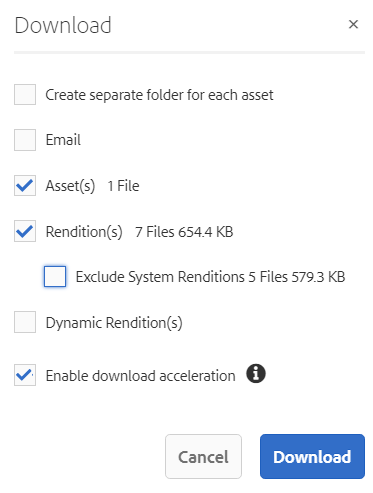 Download
Create separate folder for each asset
Email
Asset(s) 1 File
Rendition(s) 7 Files 654.4 KB
Exclude System Renditions 5 Files 579.3 KB
Dynamic Rendition(s)
Enable download acceleration
Cancel Download